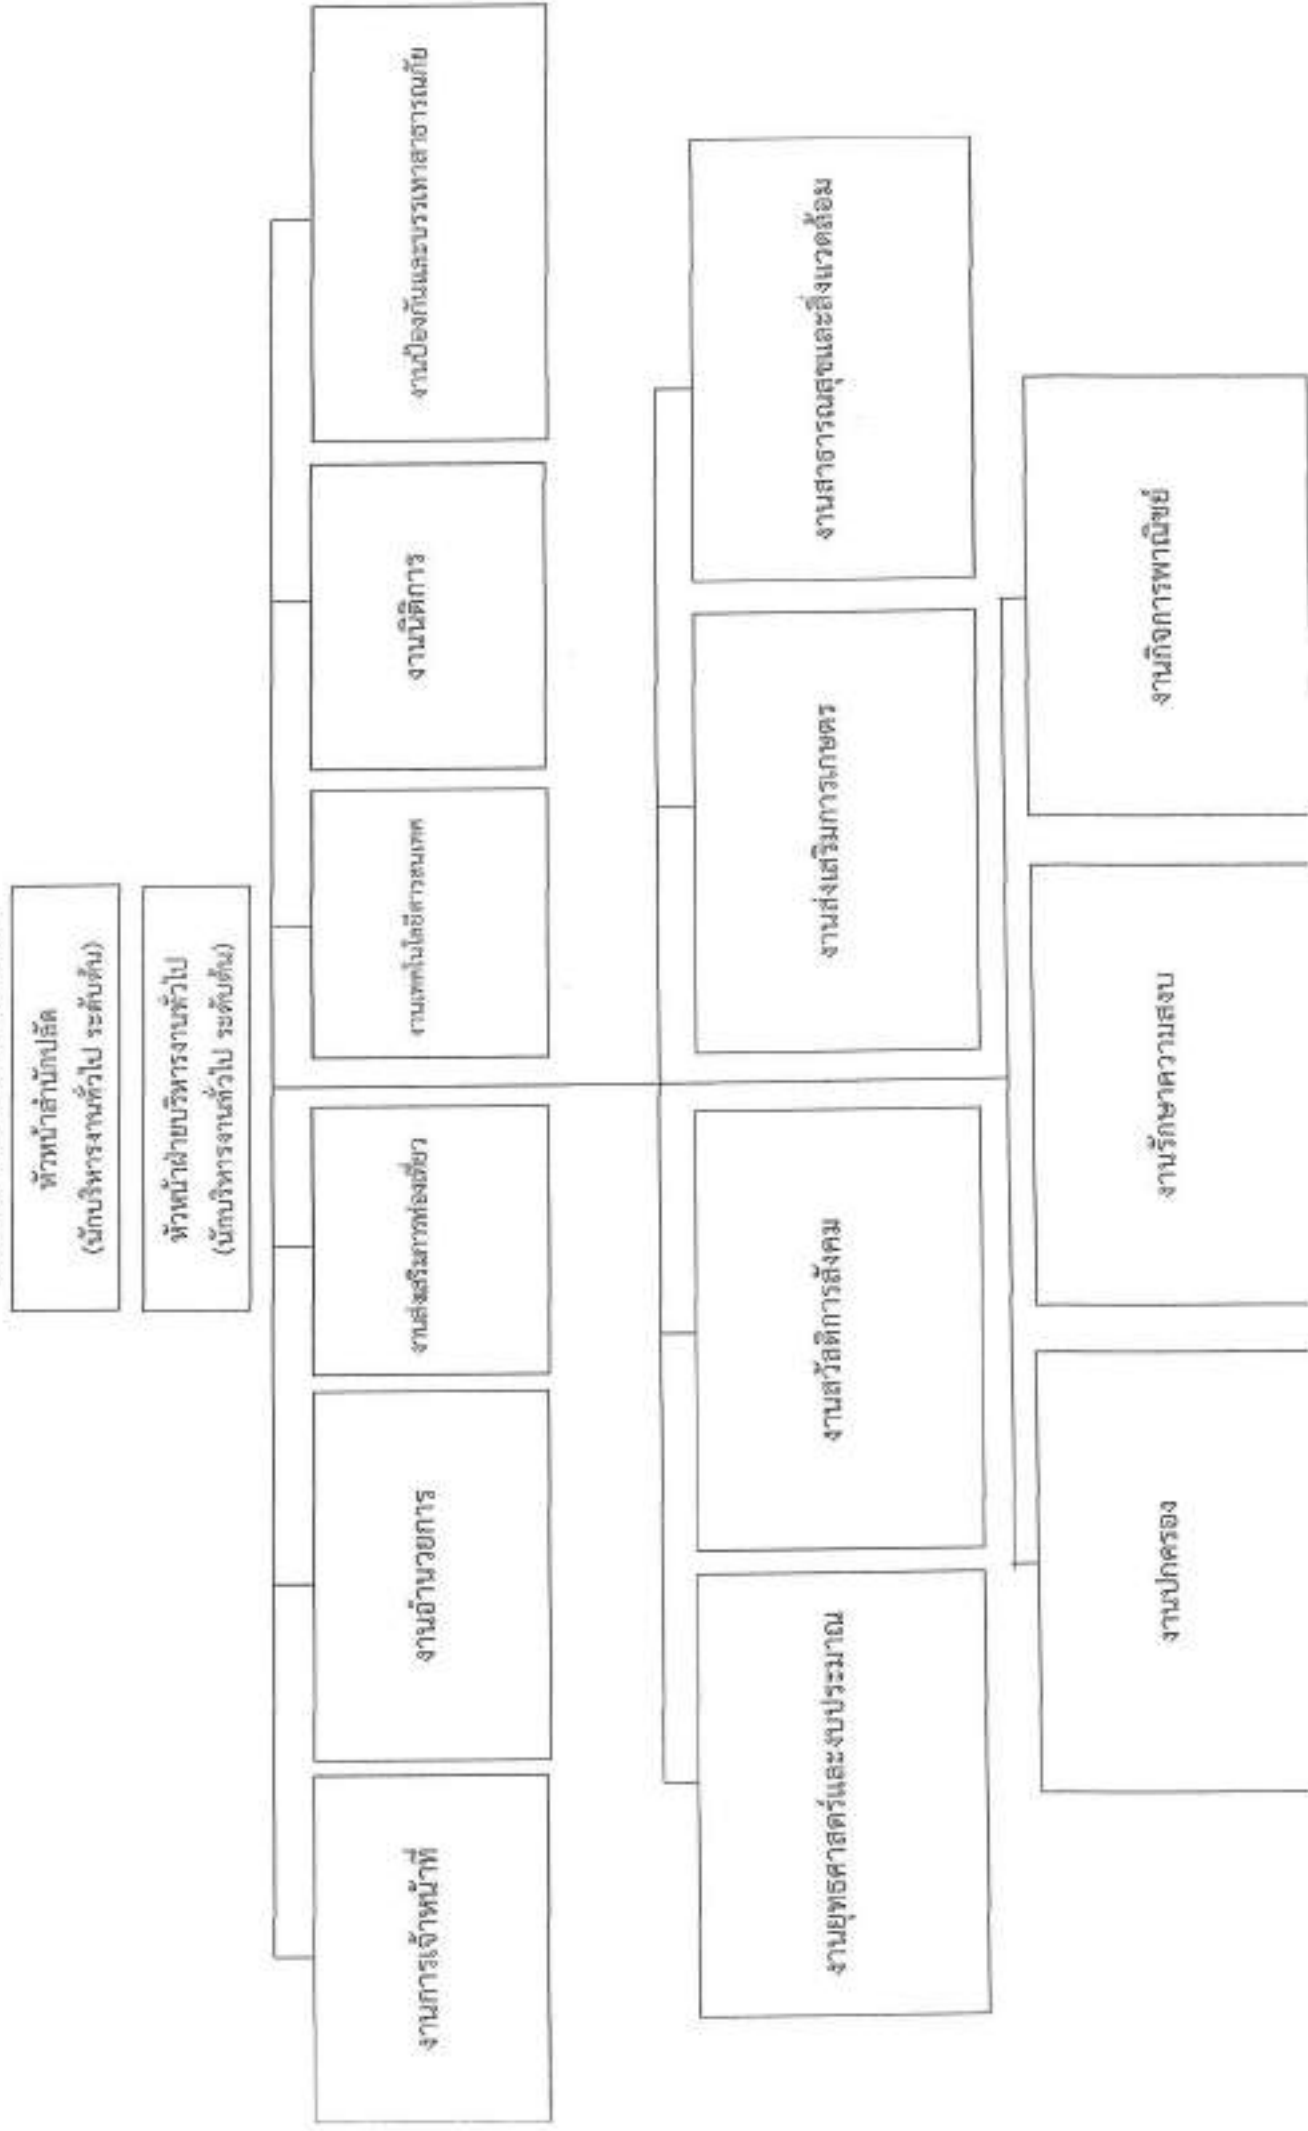 หัวหน้าสำนักปลัด
(นักบริหารงานทั่วไป ระดับต้น)
หัวหน้าฝ่ายบริหารงานทั่วไป
(นักบริหารงานทั่วไป ระดับต้น)
งานการเจ้าหน้าที่
งานอำนวยการ
งานส่งเสริมการท่องเที่ยว
งานเทคโนโลยีสารสนเทศ
งานนิติการ
งานป้องกันและบรรเทาสาธารณภัย
งานยุทธศาสตร์และงบประมาณ
งานสวัสดิการสังคม
งานส่งเสริมการเกษตร
งานสาธารณสุขและสิ่งแวดล้อม
งานปกครอง
งานรักษาความสงบ
งานกิจการพาณิชย์